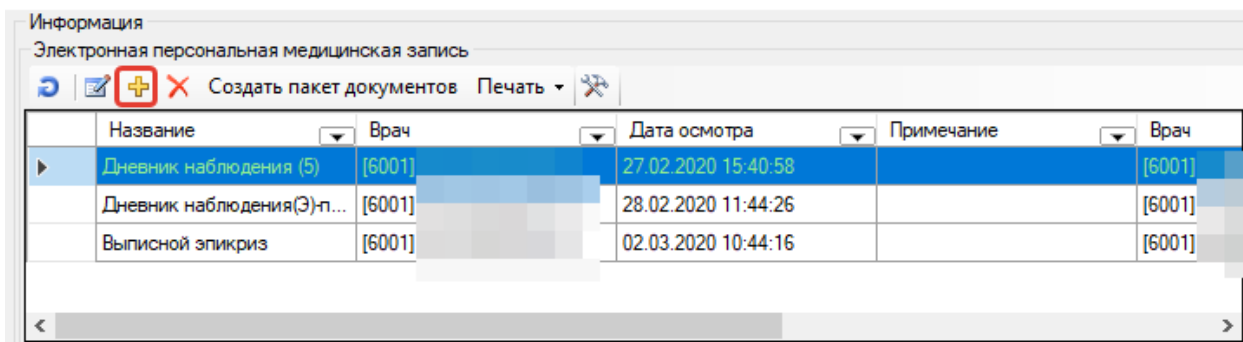 Информация
Электронная персональная медицинская запись
Создать пакет документов Печать
Название Врач Дата осмотра Примечание Врач
Дневник наблюдения (5) [6001] 27.02.2020 15:40:58 [6001]
Дневник наблюдения(Э)-п... [6001] 28.02.2020 11:44:26 [6001]
Выписной эпикриз [6001] 02.03.2020 10:44:16 [6001]